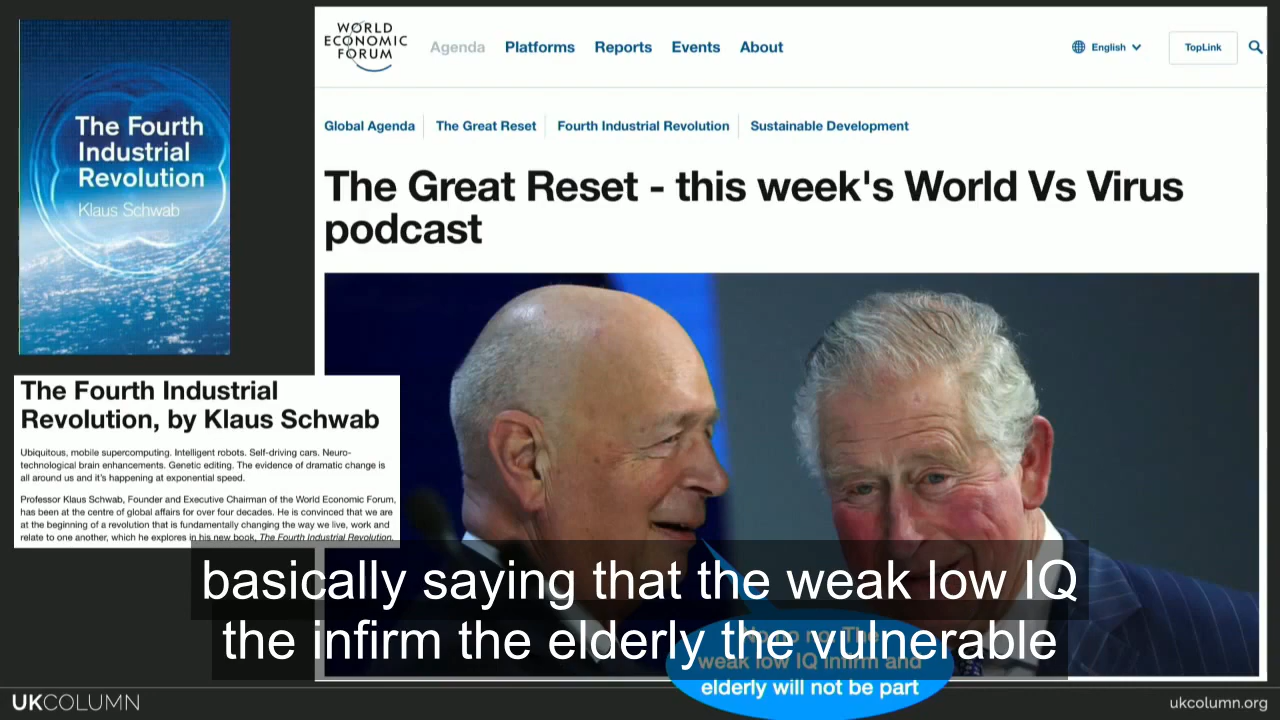 The Fourth
Industrial
Revolution
Klaus Schwab
WORLD
ECONOMIC
FORUM
Agenda
Platforms
Reports
Events
About
English
TopLink
Global Agenda
The Great Reset
Fourth Industrial Revolution
Sustainable Development
The Great Reset - this week's World Vs Virus
podcast
The Fourth Industrial
Revolution, by Klaus Schwab
Ubiquitous, mobile supercomputing. Intelligent robots. Self-driving cars. Neuro-
technological brain enhancements. Genetic editing. The evidence of dramatic change is
all around us and it's happening at exponential speed.
Professor Klaus Schwab, Founder and Executive Chairman of the World Economic Forum,
has been at the centre of global affairs for over four decades. He is convinced that we are
at the beginning of a revolution that is fundamentally changing the way we live, work and
relate to one another, which he explores in his new book, The Fourth Industrial Revolution.
basically saying that the weak low IQ
the infirm the elderly the vulnerable
weak low IQ infirm and
elderly will not be part
UKCOLUMN
ukcolumn.org